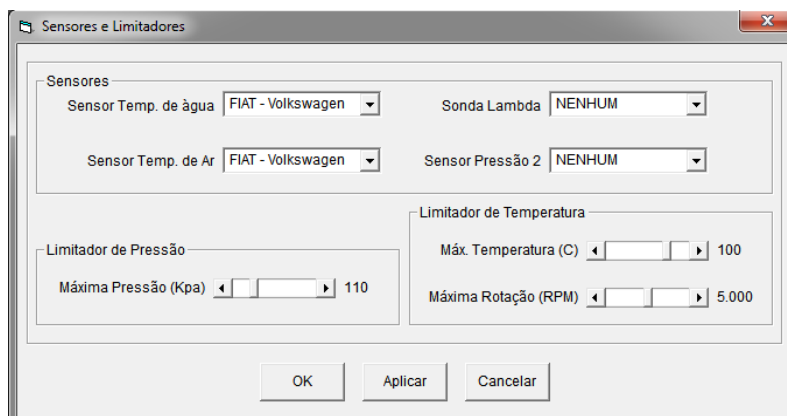 Sensores e Limitadores
Sensores
Sensor Temp. de àgua FIAT - Volkswagen Sonda Lambda NENHUM
Sensor Temp. de Ar FIAT - Volkswagen Sensor Pressão 2 NENHUM
Limitador de Temperatura
Limitador de Pressão
Máx. Temperatura (C) 100
Máxima Pressão (Kpa) 110
Máxima Rotação (RPM) 5.000
OK Aplicar Cancelar